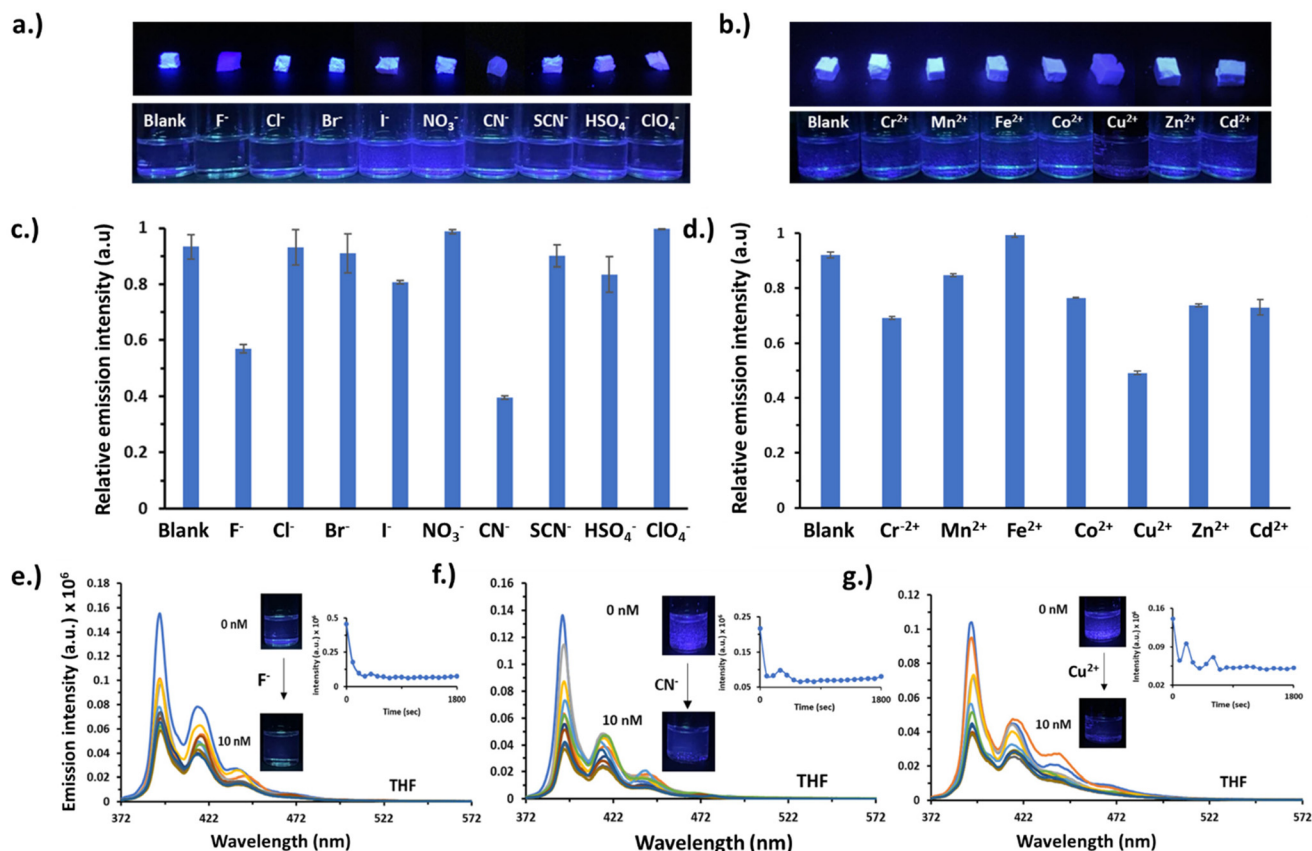 a.)
Blank F⁻ Cl⁻ Br⁻ I⁻ NO₃⁻ CN⁻ SCN⁻ HSO₄⁻ ClO₄⁻
b.)
Blank Cr²⁺ Mn²⁺ Fe²⁺ Co²⁺ Cu²⁺ Zn²⁺ Cd²⁺
c.)
Relative emission intensity (a.u)
1
0.8
0.6
0.4
0.2
0
Blank F⁻ Cl⁻ Br⁻ I⁻ NO₃⁻ CN⁻ SCN⁻ HSO₄⁻ ClO₄⁻
d.)
Relative emission intensity (a.u)
1
0.8
0.6
0.4
0.2
0
Blank Cr⁻²⁺ Mn²⁺ Fe²⁺ Co²⁺ Cu²⁺ Zn²⁺ Cd²⁺
e.)
Emission intensity (a.u.) x 10⁶
0.18
0.16
0.14
0.12
0.1
0.08
0.06
0.04
0.02
0
372 422 472 522 572
Wavelength (nm)
0 nM
F⁻
10 nM
THF
intensity (a.u.) x 10⁶
0.5
0.3
0
0 900 1800
Time (sec)
f.)
0.16
0.14
0.12
0.1
0.08
0.06
0.04
0.02
0
372 422 472 522 572
Wavelength (nm)
0 nM
CN⁻
10 nM
THF
intensity (a.u.) x 10⁶
0.25
0.15
0.05
0 900 1800
Time (sec)
g.)
0.12
0.1
0.08
0.06
0.04
0.02
0
372 422 472 522 572
Wavelength (nm)
0 nM
Cu²⁺
10 nM
THF
Intensity (a.u.) x 10⁶
0.16
0.09
0.02
0 900 1800
Time (sec)